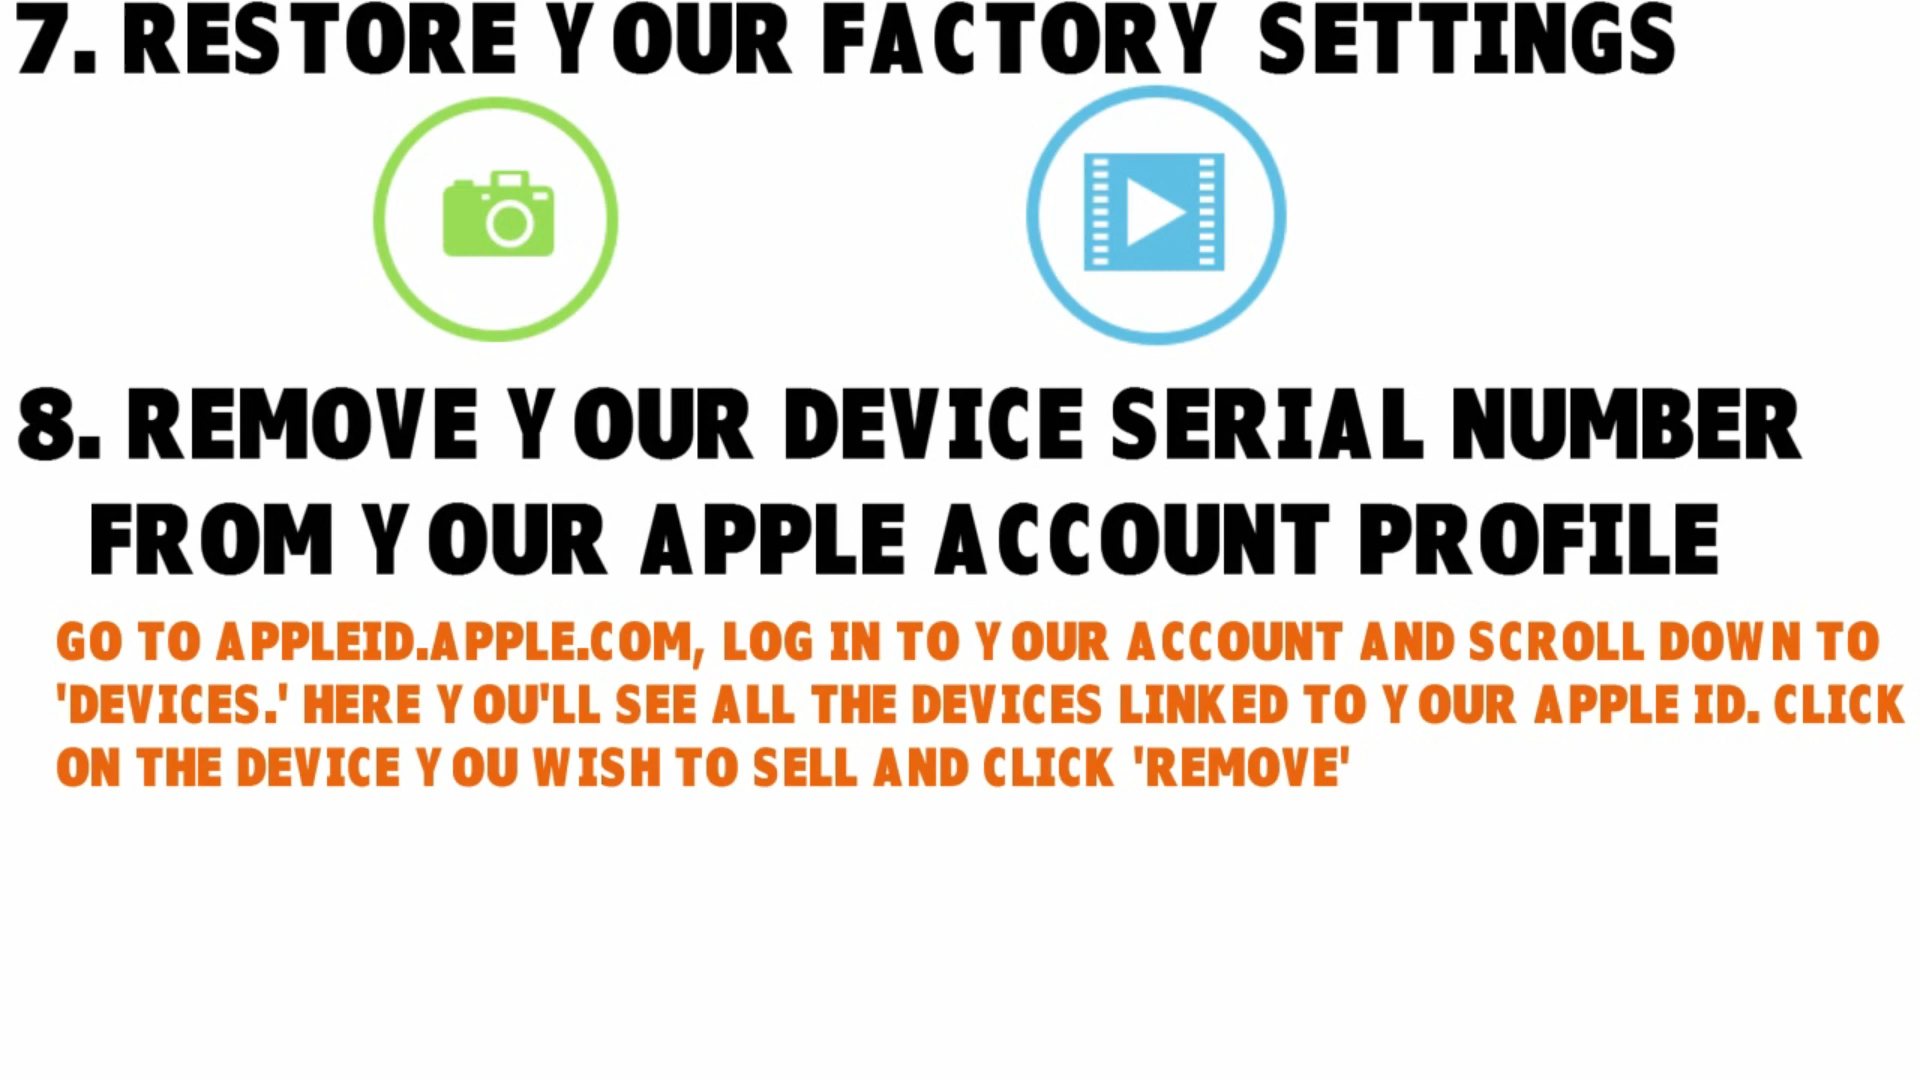 7. RESTORE YOUR FACTORY SETTINGS
8. REMOVE YOUR DEVICE SERIAL NUMBER
FROM YOUR APPLE ACCOUNT PROFILE
GO TO APPLEID.APPLE.COM, LOG IN TO YOUR ACCOUNT AND SCROLL DOWN TO
'DEVICES.' HERE YOU'LL SEE ALL THE DEVICES LINKED TO YOUR APPLE ID. CLICK
ON THE DEVICE YOU WISH TO SELL AND CLICK 'REMOVE'